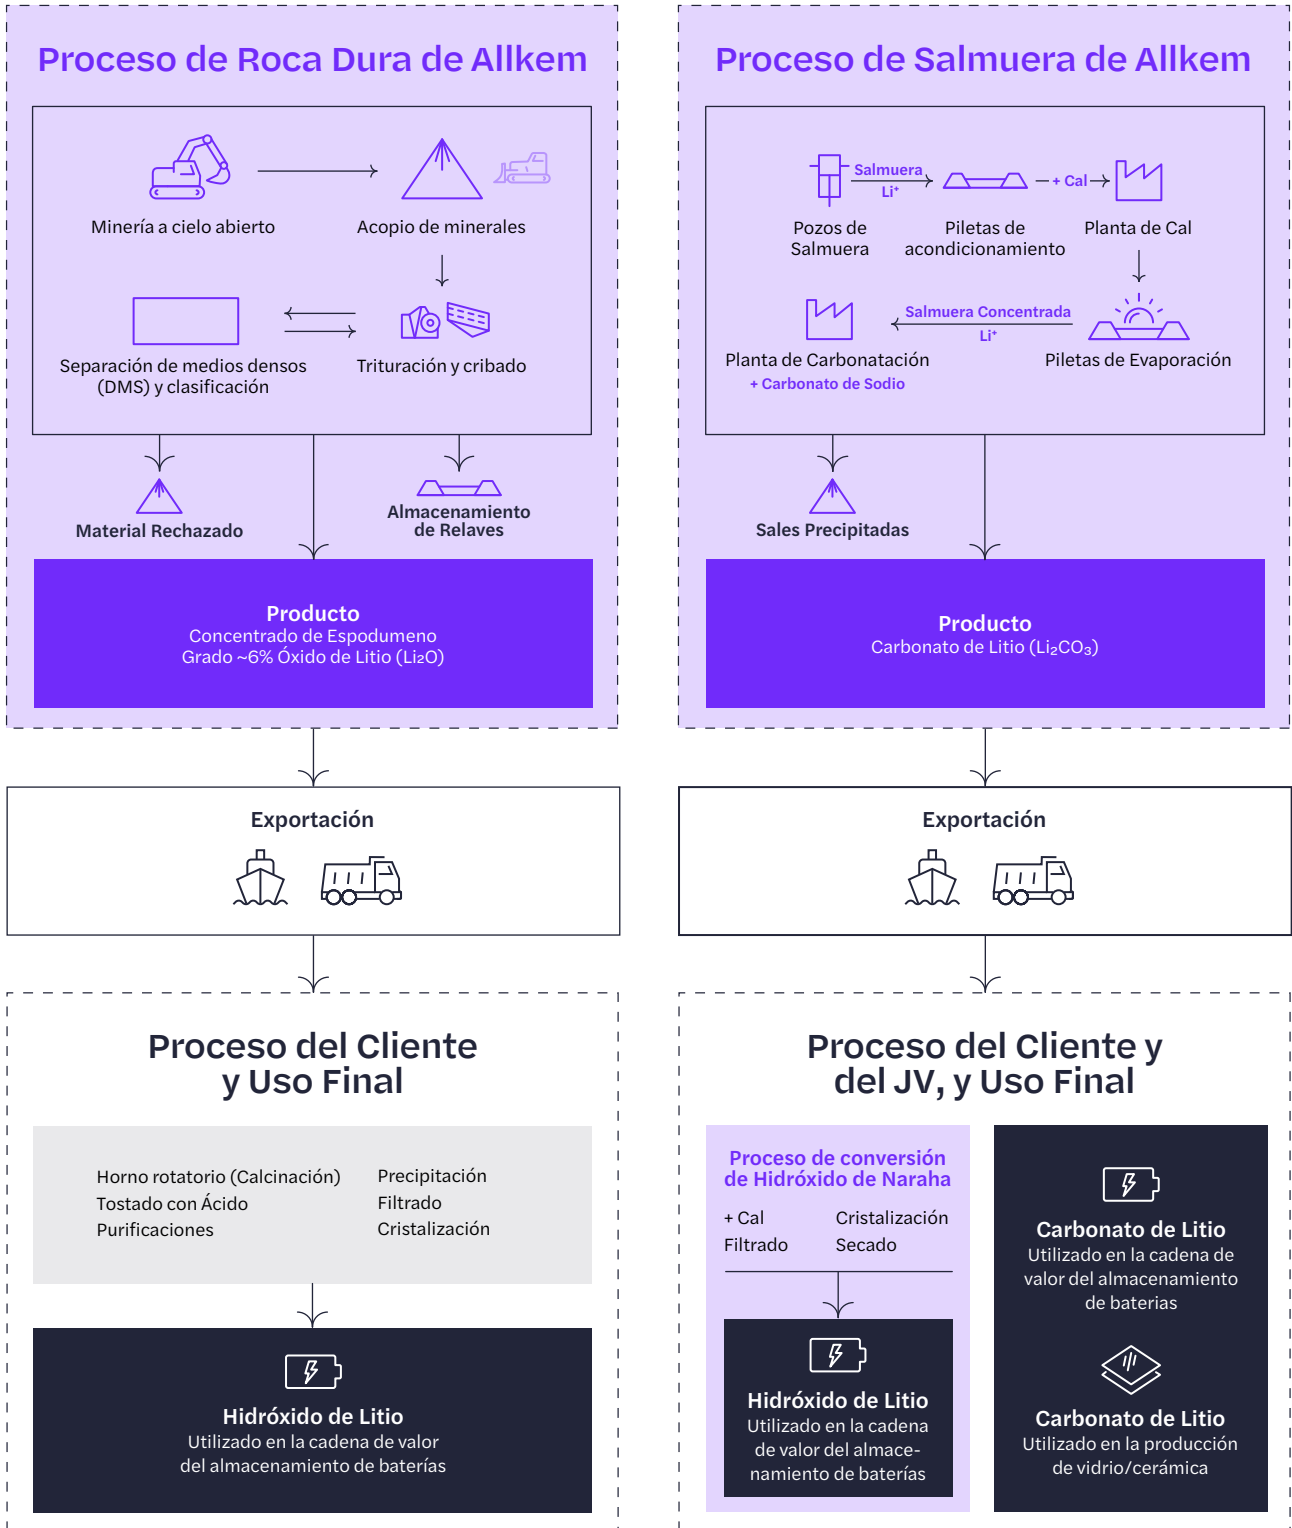 Proceso de Roca Dura de Allkem
Minería a cielo abierto
Acopio de minerales
Separación de medios densos
(DMS) y clasificación
Trituración y cribado
Material Rechazado
Almacenamiento
de Relaves
Producto
Concentrado de Espodumeno
Grado ~6% Óxido de Litio (Li₂O)
Exportación
Proceso del Cliente
y Uso Final
Horno rotatorio (Calcinación)
Tostado con Ácido
Purificaciones
Precipitación
Filtrado
Cristalización
Hidróxido de Litio
Utilizado en la cadena de valor
del almacenamiento de baterías
Proceso de Salmuera de Allkem
Salmuera
Li⁺
+ Cal
Pozos de
Salmuera
Piletas de
acondicionamiento
Planta de Cal
Salmuera Concentrada
Li⁺
Planta de Carbonatación
+ Carbonato de Sodio
Piletas de Evaporación
Sales Precipitadas
Producto
Carbonato de Litio (Li₂CO₃)
Exportación
Proceso del Cliente y
del JV, y Uso Final
Proceso de conversión
de Hidróxido de Naraha
+ Cal
Filtrado
Cristalización
Secado
Hidróxido de Litio
Utilizado en la cadena
de valor del almace-
namiento de baterías
Carbonato de Litio
Utilizado en la cadena de
valor del almacenamiento
de baterias
Carbonato de Litio
Utilizado en la producción
de vidrio/cerámica